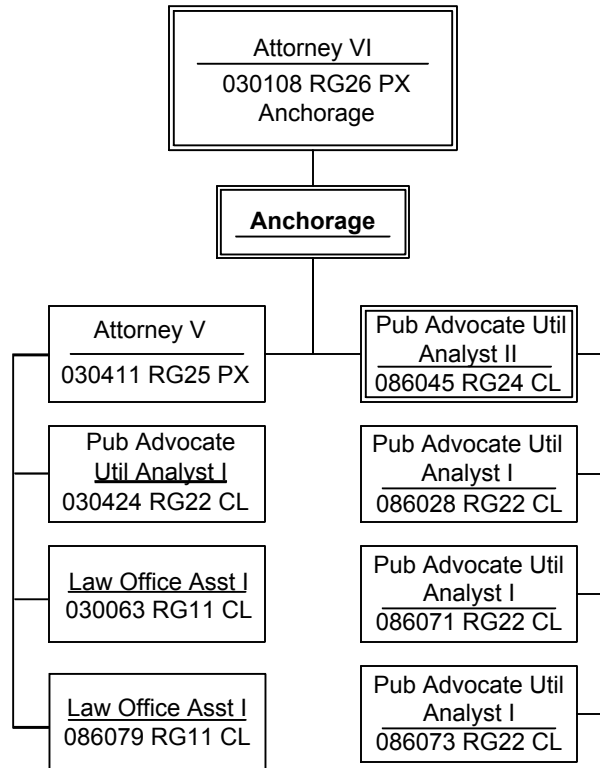 Attorney VI
030108 RG26 PX
Anchorage
Anchorage
Attorney V
030411 RG25 PX
Pub Advocate
Util Analyst I
030424 RG22 CL
Law Office Asst I
030063 RG11 CL
Law Office Asst I
086079 RG11 CL
Pub Advocate Util
Analyst II
086045 RG24 CL
Pub Advocate Util
Analyst I
086028 RG22 CL
Pub Advocate Util
Analyst I
086071 RG22 CL
Pub Advocate Util
Analyst I
086073 RG22 CL